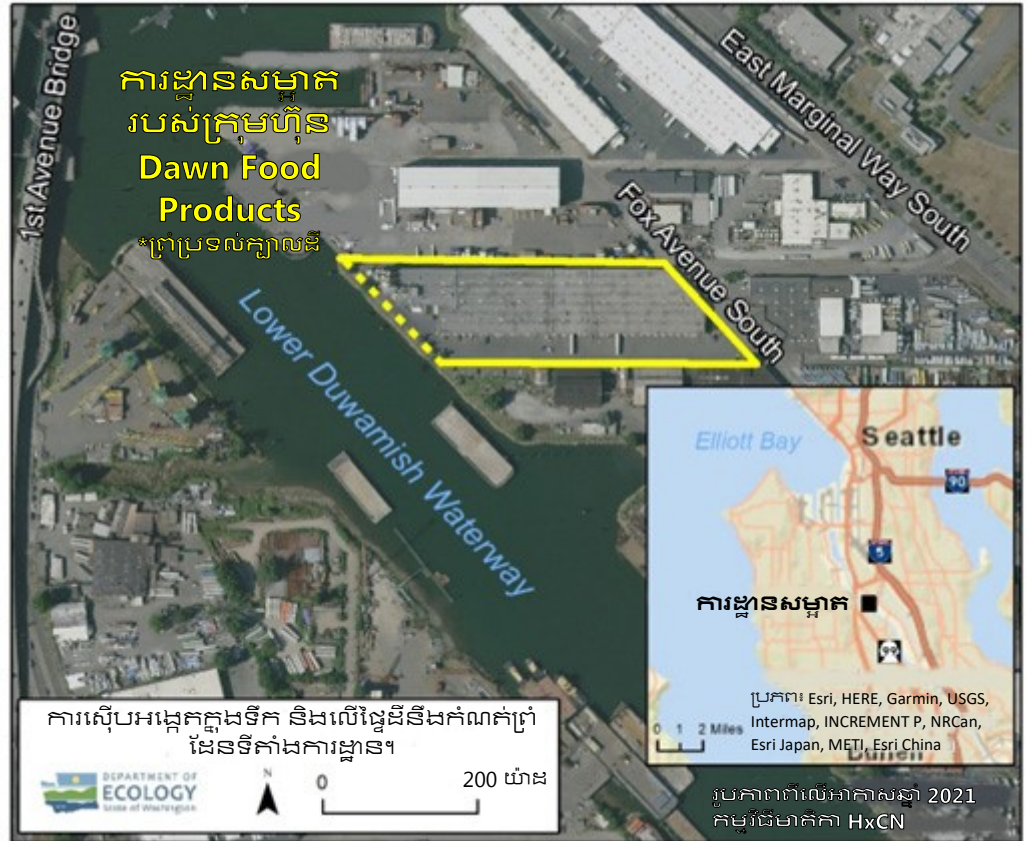 1st Avenue Bridge
ការដ្ឋានសម្អាត
របស់ក្រុមហ៊ុន
Dawn Food
Products
*ព្រំប្រទល់ក្បាលដី
East Marginal Way South
Fox Avenue South
Lower Duwamish Waterway
Elliott Bay
Seattle
90
5
ការដ្ឋានសម្អាត
99
ប្រភព៖ Esri, HERE, Garmin, USGS,
Intermap, INCREMENT P, NRCan,
Esri Japan, METI, Esri China
0 1 2 Miles
Burien
ការស៊ើបអង្កេតក្នុងទឹក និងលើផ្ទៃដីនឹងកំណត់ព្រំ
ដែនទីតាំងការដ្ឋាន។
DEPARTMENT OF
ECOLOGY
State of Washington
N
0 200 យ៉ាដ
រូបភាពពីលើអាកាសឆ្នាំ 2021
កម្មវិធីមាតិកា HxCN